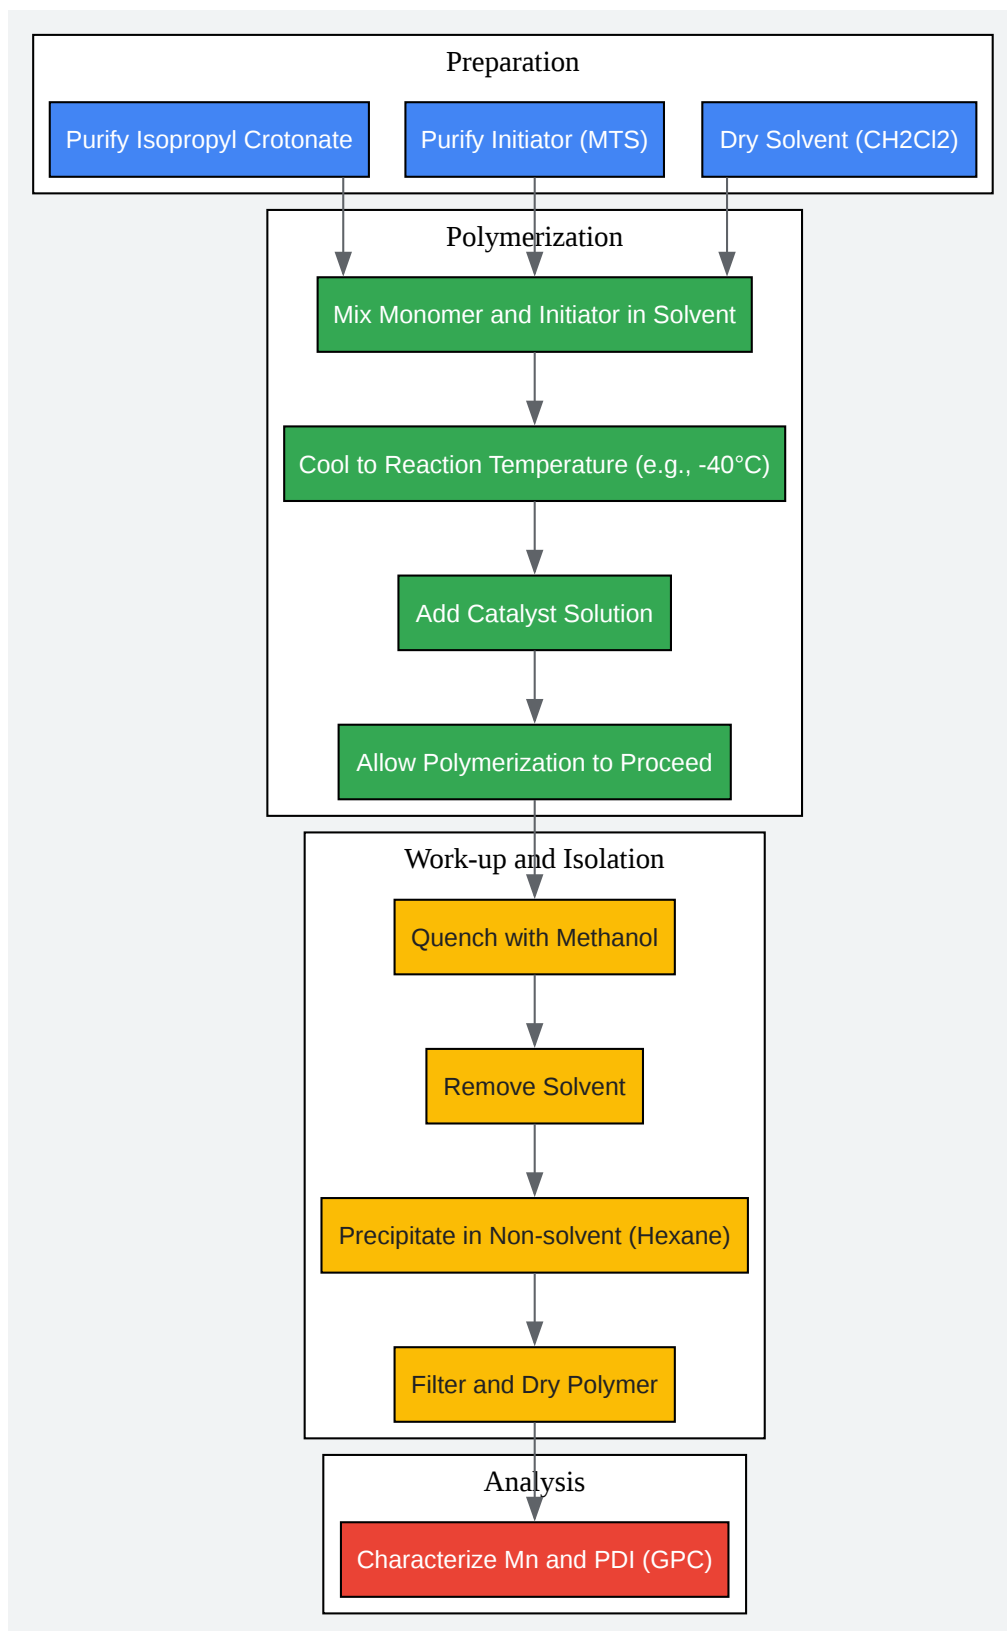 Preparation
Purify Isopropyl Crotonate
Purify Initiator (MTS)
Dry Solvent (CH2Cl2)
Polymerization
Mix Monomer and Initiator in Solvent
Cool to Reaction Temperature (e.g., -40°C)
Add Catalyst Solution
Allow Polymerization to Proceed
Work-up and Isolation
Quench with Methanol
Remove Solvent
Precipitate in Non-solvent (Hexane)
Filter and Dry Polymer
Analysis
Characterize Mn and PDI (GPC)